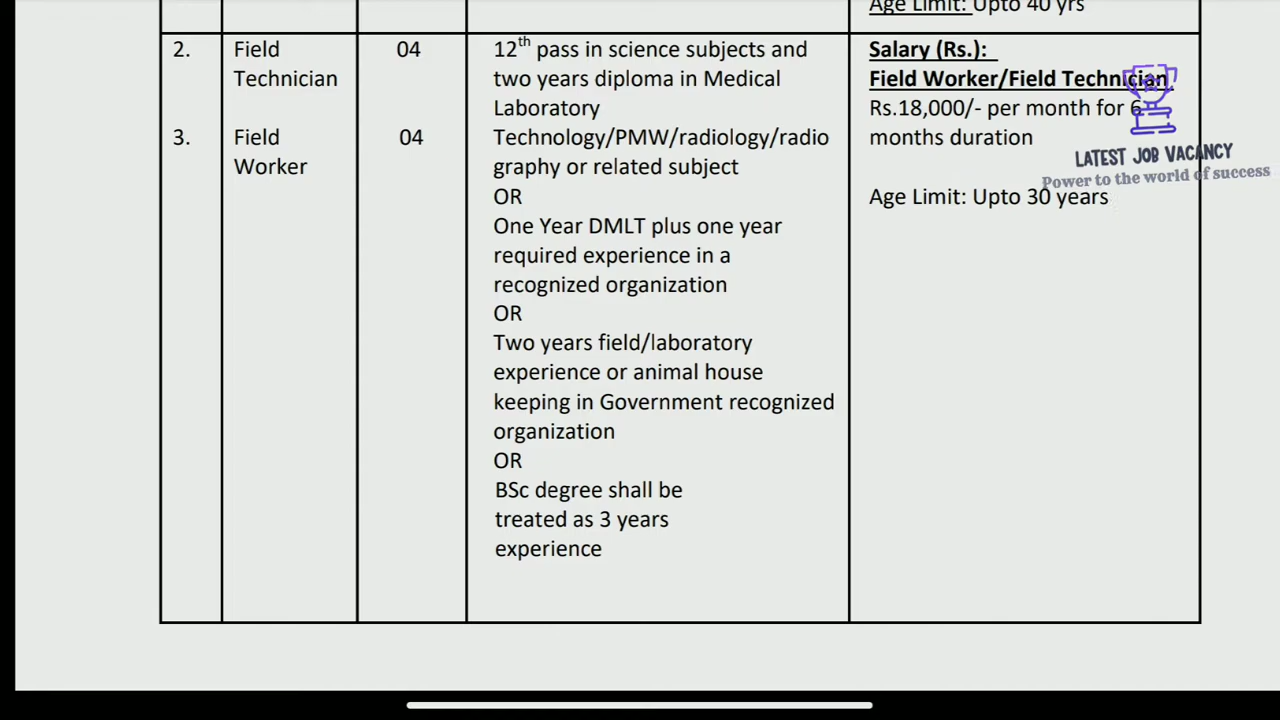 Age Limit: Upto 40 yrs
2.
Field
Technician
04
12th pass in science subjects and
two years diploma in Medical
Laboratory
Technology/PMW/radiology/radio
graphy or related subject
OR
One Year DMLT plus one year
required experience in a
recognized organization
OR
Two years field/laboratory
experience or animal house
keeping in Government recognized
organization
OR
BSc degree shall be
treated as 3 years
experience
3.
Field
Worker
04
Salary (Rs.):
Field Worker/Field Technician
Rs.18,000/- per month for 6
months duration
Age Limit: Upto 30 years
LATEST JOB VACANCY
Power to the world of success